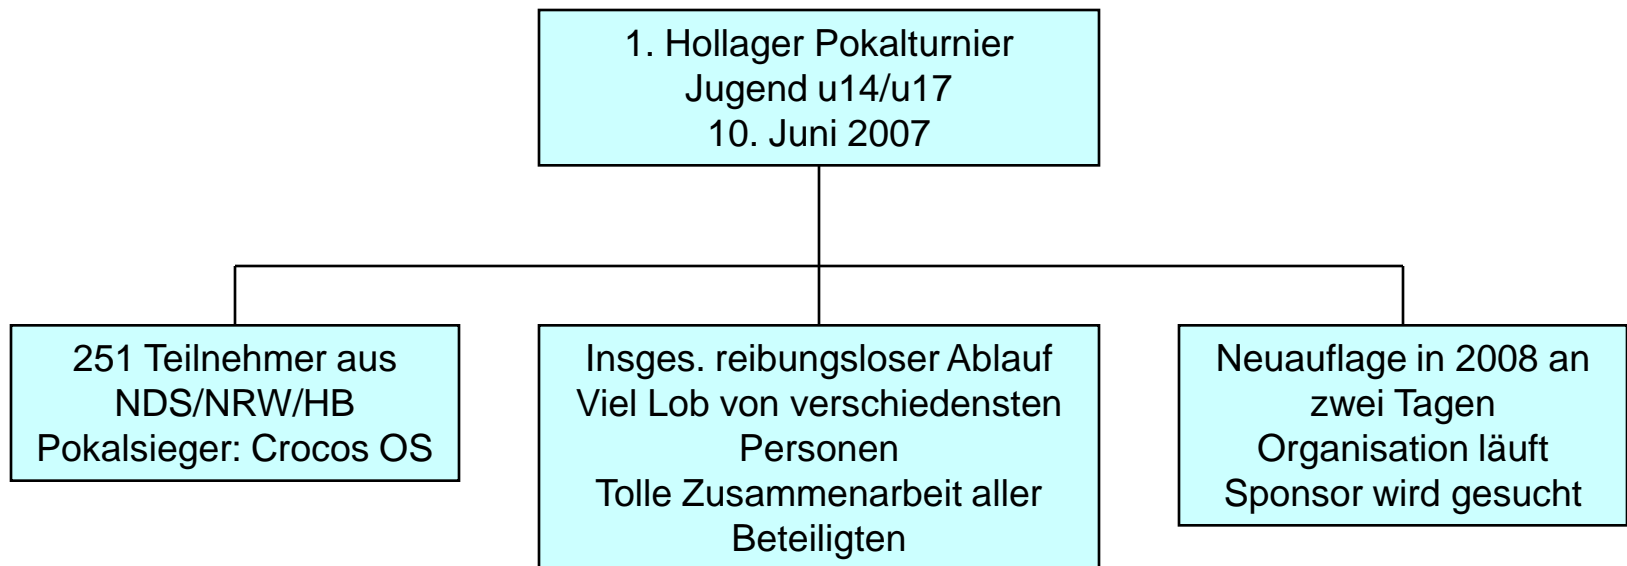 1. Hollager Pokalturnier
Jugend u14/u17
10. Juni 2007
251 Teilnehmer aus
NDS/NRW/HB
Pokalsieger: Crocos OS
Insges. reibungsloser Ablauf
Viel Lob von verschiedensten
Personen
Tolle Zusammenarbeit aller
Beteiligten
Neuauflage in 2008 an
zwei Tagen
Organisation läuft
Sponsor wird gesucht